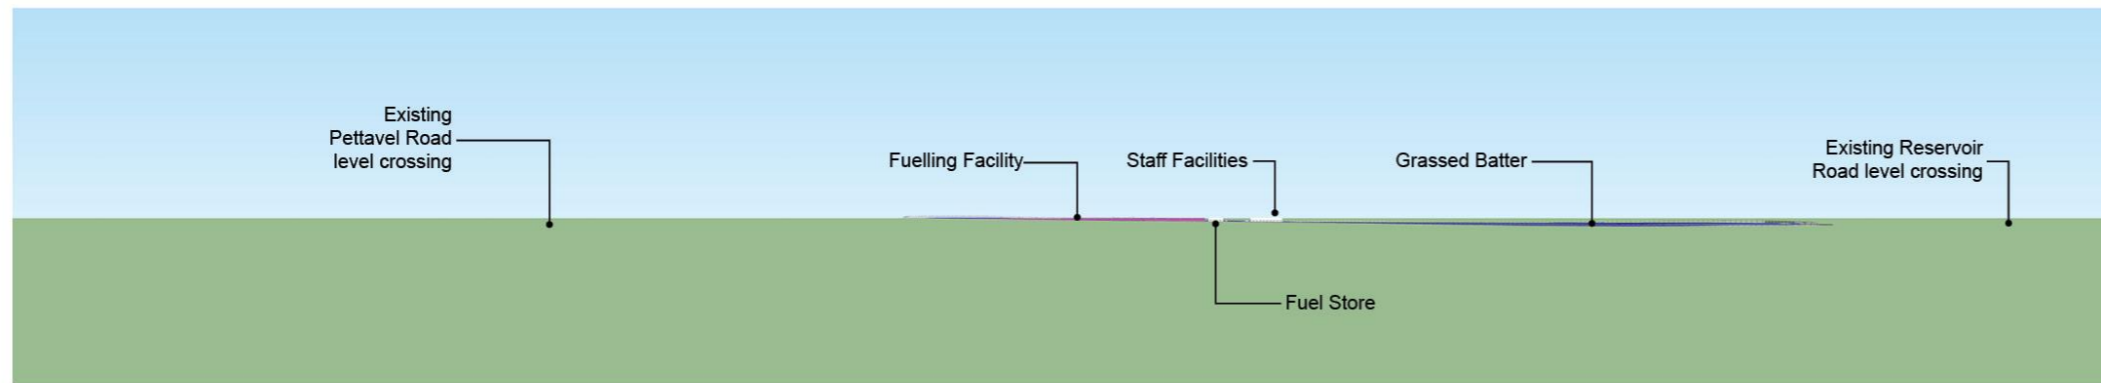 Existing
Pettavel Road
level crossing
Fuelling Facility
Staff Facilities
Grassed Batter
Existing Reservoir
Road level crossing
Fuel Store